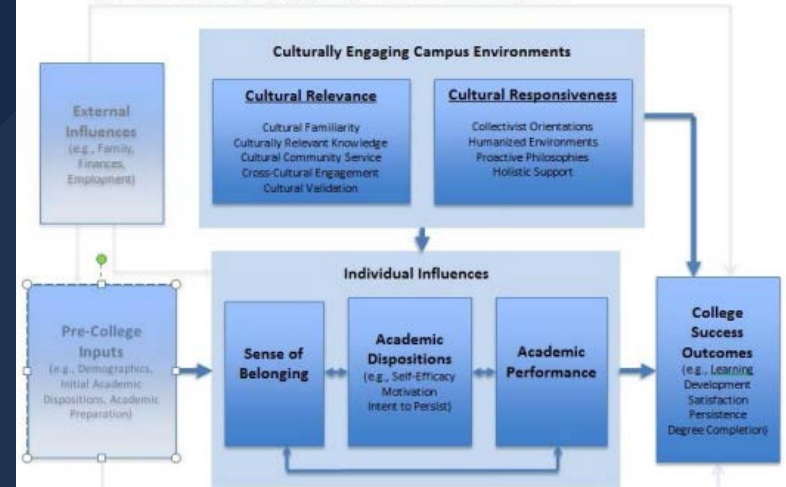 Culturally Engaging Campus Environments
Cultural Relevance
Cultural Familiarity
Culturally Relevant Knowledge
Cultural Community Service
Cross-Cultural Engagement
Cultural Validation
Cultural Responsiveness
Collectivist Orientations
Humanized Environments
Proactive Philosophies
Holistic Support
External
Influences
(e.g., Family,
Finances,
Employment)
Individual Influences
Pre-College
Inputs
(e.g., Demographics,
Initial Academic
Dispositions, Academic
Preparation)
Sense of
Belonging
Academic
Dispositions
(e.g., Self-Efficacy
Motivation
Intent to Persist)
Academic
Performance
College
Success
Outcomes
(e.g., Learning
Development
Satisfaction
Persistence
Degree Completion)